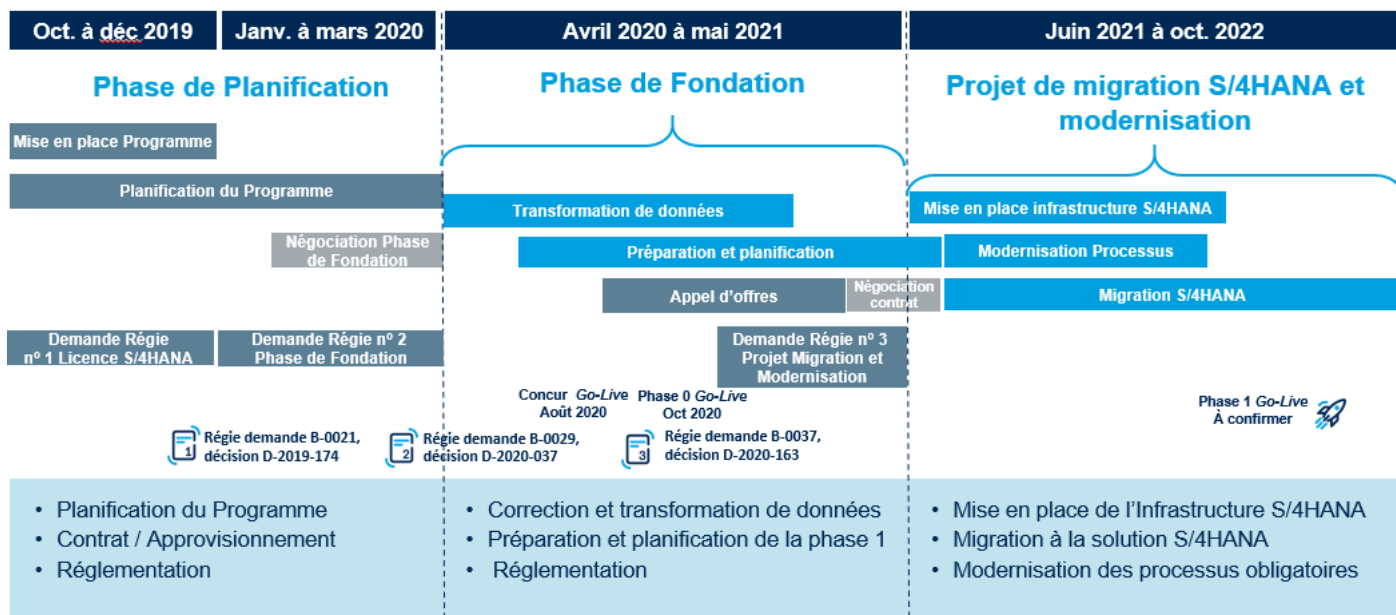 Oct. à déc 2019
Janv. à mars 2020
Avril 2020 à mai 2021
Juin 2021 à oct. 2022
Phase de Planification
Phase de Fondation
Projet de migration S/4HANA et
modernisation
Mise en place Programme
Planification du Programme
Transformation de données
Mise en place infrastructure S/4HANA
Négociation Phase
de Fondation
Préparation et planification
Modernisation Processus
Appel d’offres
Négociation
contrat
Migration S/4HANA
Demande Régie
nº 1 Licence S/4HANA
Demande Régie nº 2
Phase de Fondation
Demande Régie nº 3
Projet Migration et
Modernisation
Concur Go-Live
Août 2020
Phase 0 Go-Live
Oct 2020
Phase 1 Go-Live
À confirmer
1
Régie demande B-0021,
décision D-2019-174
2
Régie demande B-0029,
décision D-2020-037
3
Régie demande B-0037,
décision D-2020-163
• Planification du Programme
• Contrat / Approvisionnement
• Réglementation
• Correction et transformation de données
• Préparation et planification de la phase 1
• Réglementation
• Mise en place de l’Infrastructure S/4HANA
• Migration à la solution S/4HANA
• Modernisation des processus obligatoires